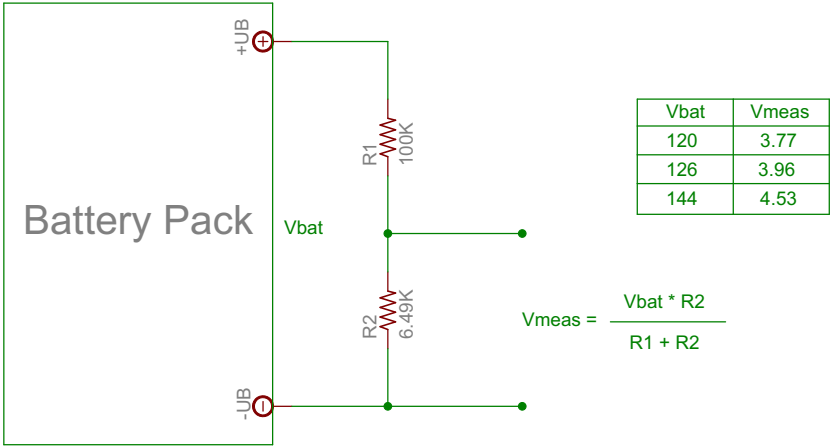 +UB
Battery Pack
Vbat
-UB
R1
100K
R2
6.49K
Vbat Vmeas
120 3.77
126 3.96
144 4.53
Vmeas =
Vbat * R2
R1 + R2